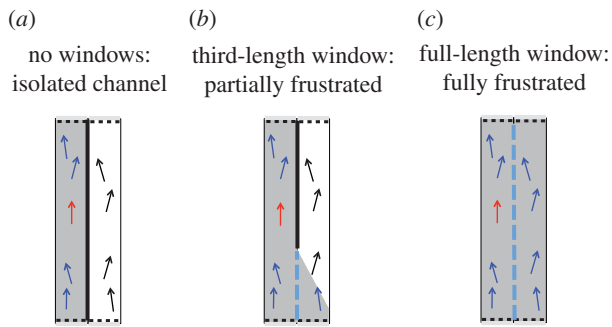 (a)
no windows:
isolated channel
(b)
third-length window:
partially frustrated
(c)
full-length window:
fully frustrated